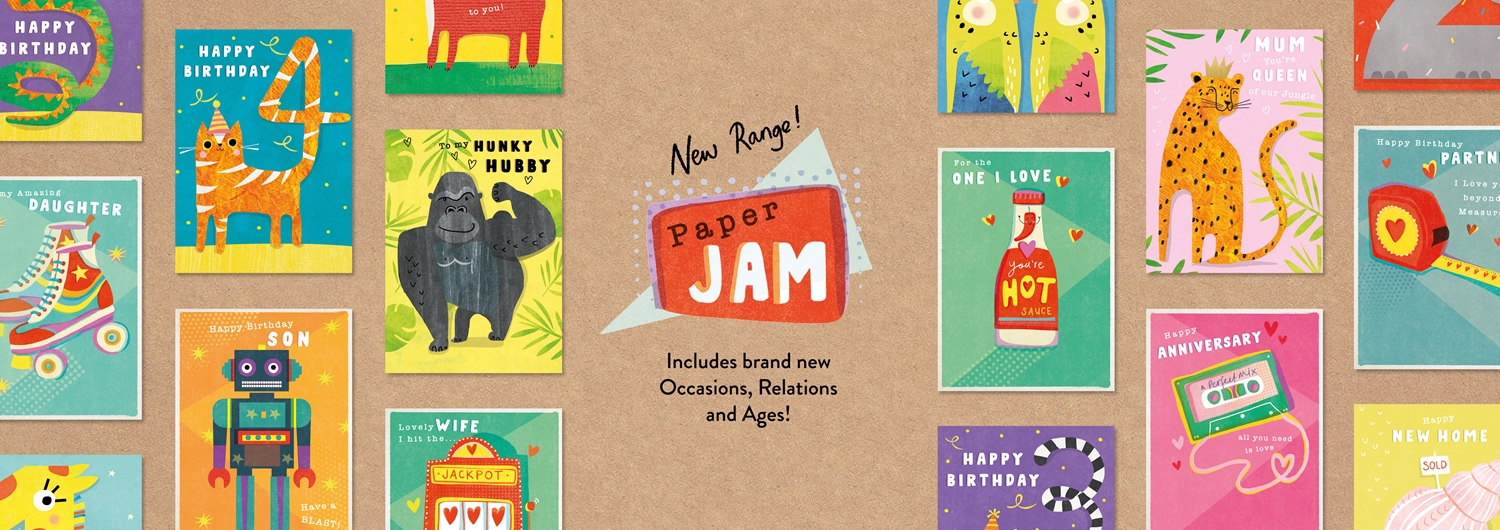 HAPPY
BIRTHDAY
my Amazing
DAUGHTER
HAPPY
BIRTHDAY
4
Happy Birthday
SON
Have a
BLAST!
to you!
To my HUNKY
HUBBY
Lovely WIFE
I hit the...
JACKPOT
New Range!
Paper
JAM
Includes brand new
Occasions, Relations
and Ages!
For the
ONE I LOVE
you're
HOT
SAUCE
HAPPY
BIRTHDAY
MUM
You're
QUEEN
of our Jungle
Happy
ANNIVERSARY
a Perfect Mix
all you need
is love
2
Happy Birthday
PARTN
I Love y
beyond
Measur
Happy
NEW HOME
SOLD